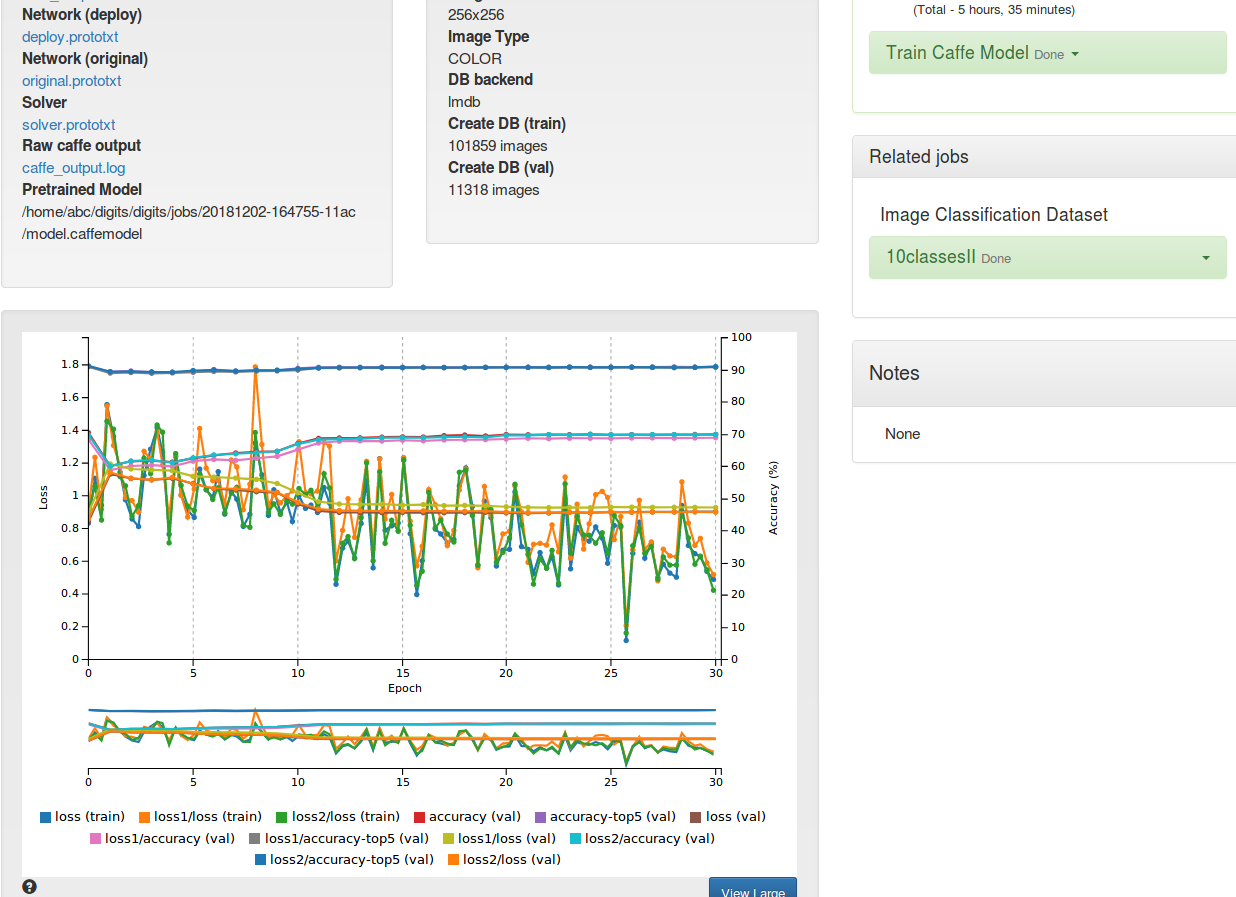 Network (deploy)
deploy.prototxt
Network (original)
original.prototxt
Solver
solver.prototxt
Raw caffe output
caffe_output.log
Pretrained Model
/home/abc/digits/digits/jobs/20181202-164755-11ac
/model.caffemodel
256x256
Image Type
COLOR
DB backend
lmdb
Create DB (train)
101859 images
Create DB (val)
11318 images
(Total - 5 hours, 35 minutes)
Train Caffe Model Done
Related jobs
Image Classification Dataset
10classesII Done
Notes
None
1.8
1.6
1.4
1.2
1
0.8
0.6
0.4
0.2
0
Loss
100
90
80
70
60
50
40
30
20
10
0
Accuracy (%)
0 5 10 15 20 25 30
Epoch
0 5 10 15 20 25 30
loss (train) loss1/loss (train) loss2/loss (train) accuracy (val) accuracy-top5 (val) loss (val)
loss1/accuracy (val) loss1/accuracy-top5 (val) loss1/loss (val) loss2/accuracy (val)
loss2/accuracy-top5 (val) loss2/loss (val)
?
View Large